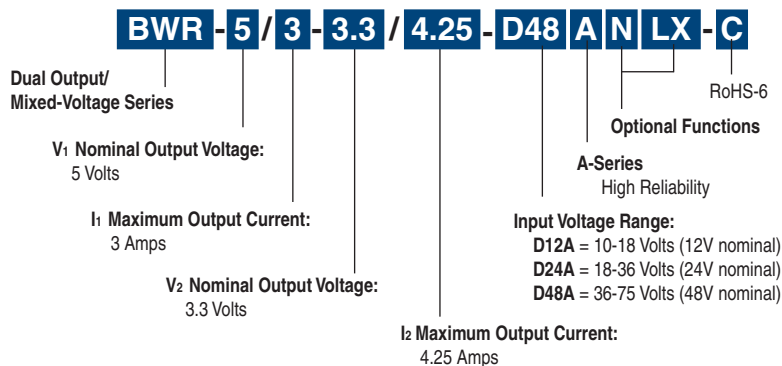 BWR - 5 / 3 - 3.3 / 4.25 - D48 A N LX - C
Dual Output/
Mixed-Voltage Series
RoHS-6
Optional Functions
V1 Nominal Output Voltage:
5 Volts
A-Series
High Reliability
I1 Maximum Output Current:
3 Amps
Input Voltage Range:
D12A = 10-18 Volts (12V nominal)
D24A = 18-36 Volts (24V nominal)
D48A = 36-75 Volts (48V nominal)
V2 Nominal Output Voltage:
3.3 Volts
I2 Maximum Output Current:
4.25 Amps